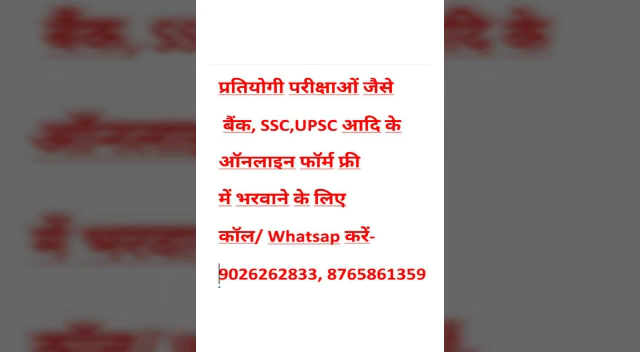 प्रतियोगी परीक्षाओं जैसे
बैंक, SSC,UPSC आदि के
ऑनलाइन फॉर्म फ्री
में भरवाने के लिए
कॉल/ Whatsap करें-
9026262833, 8765861359